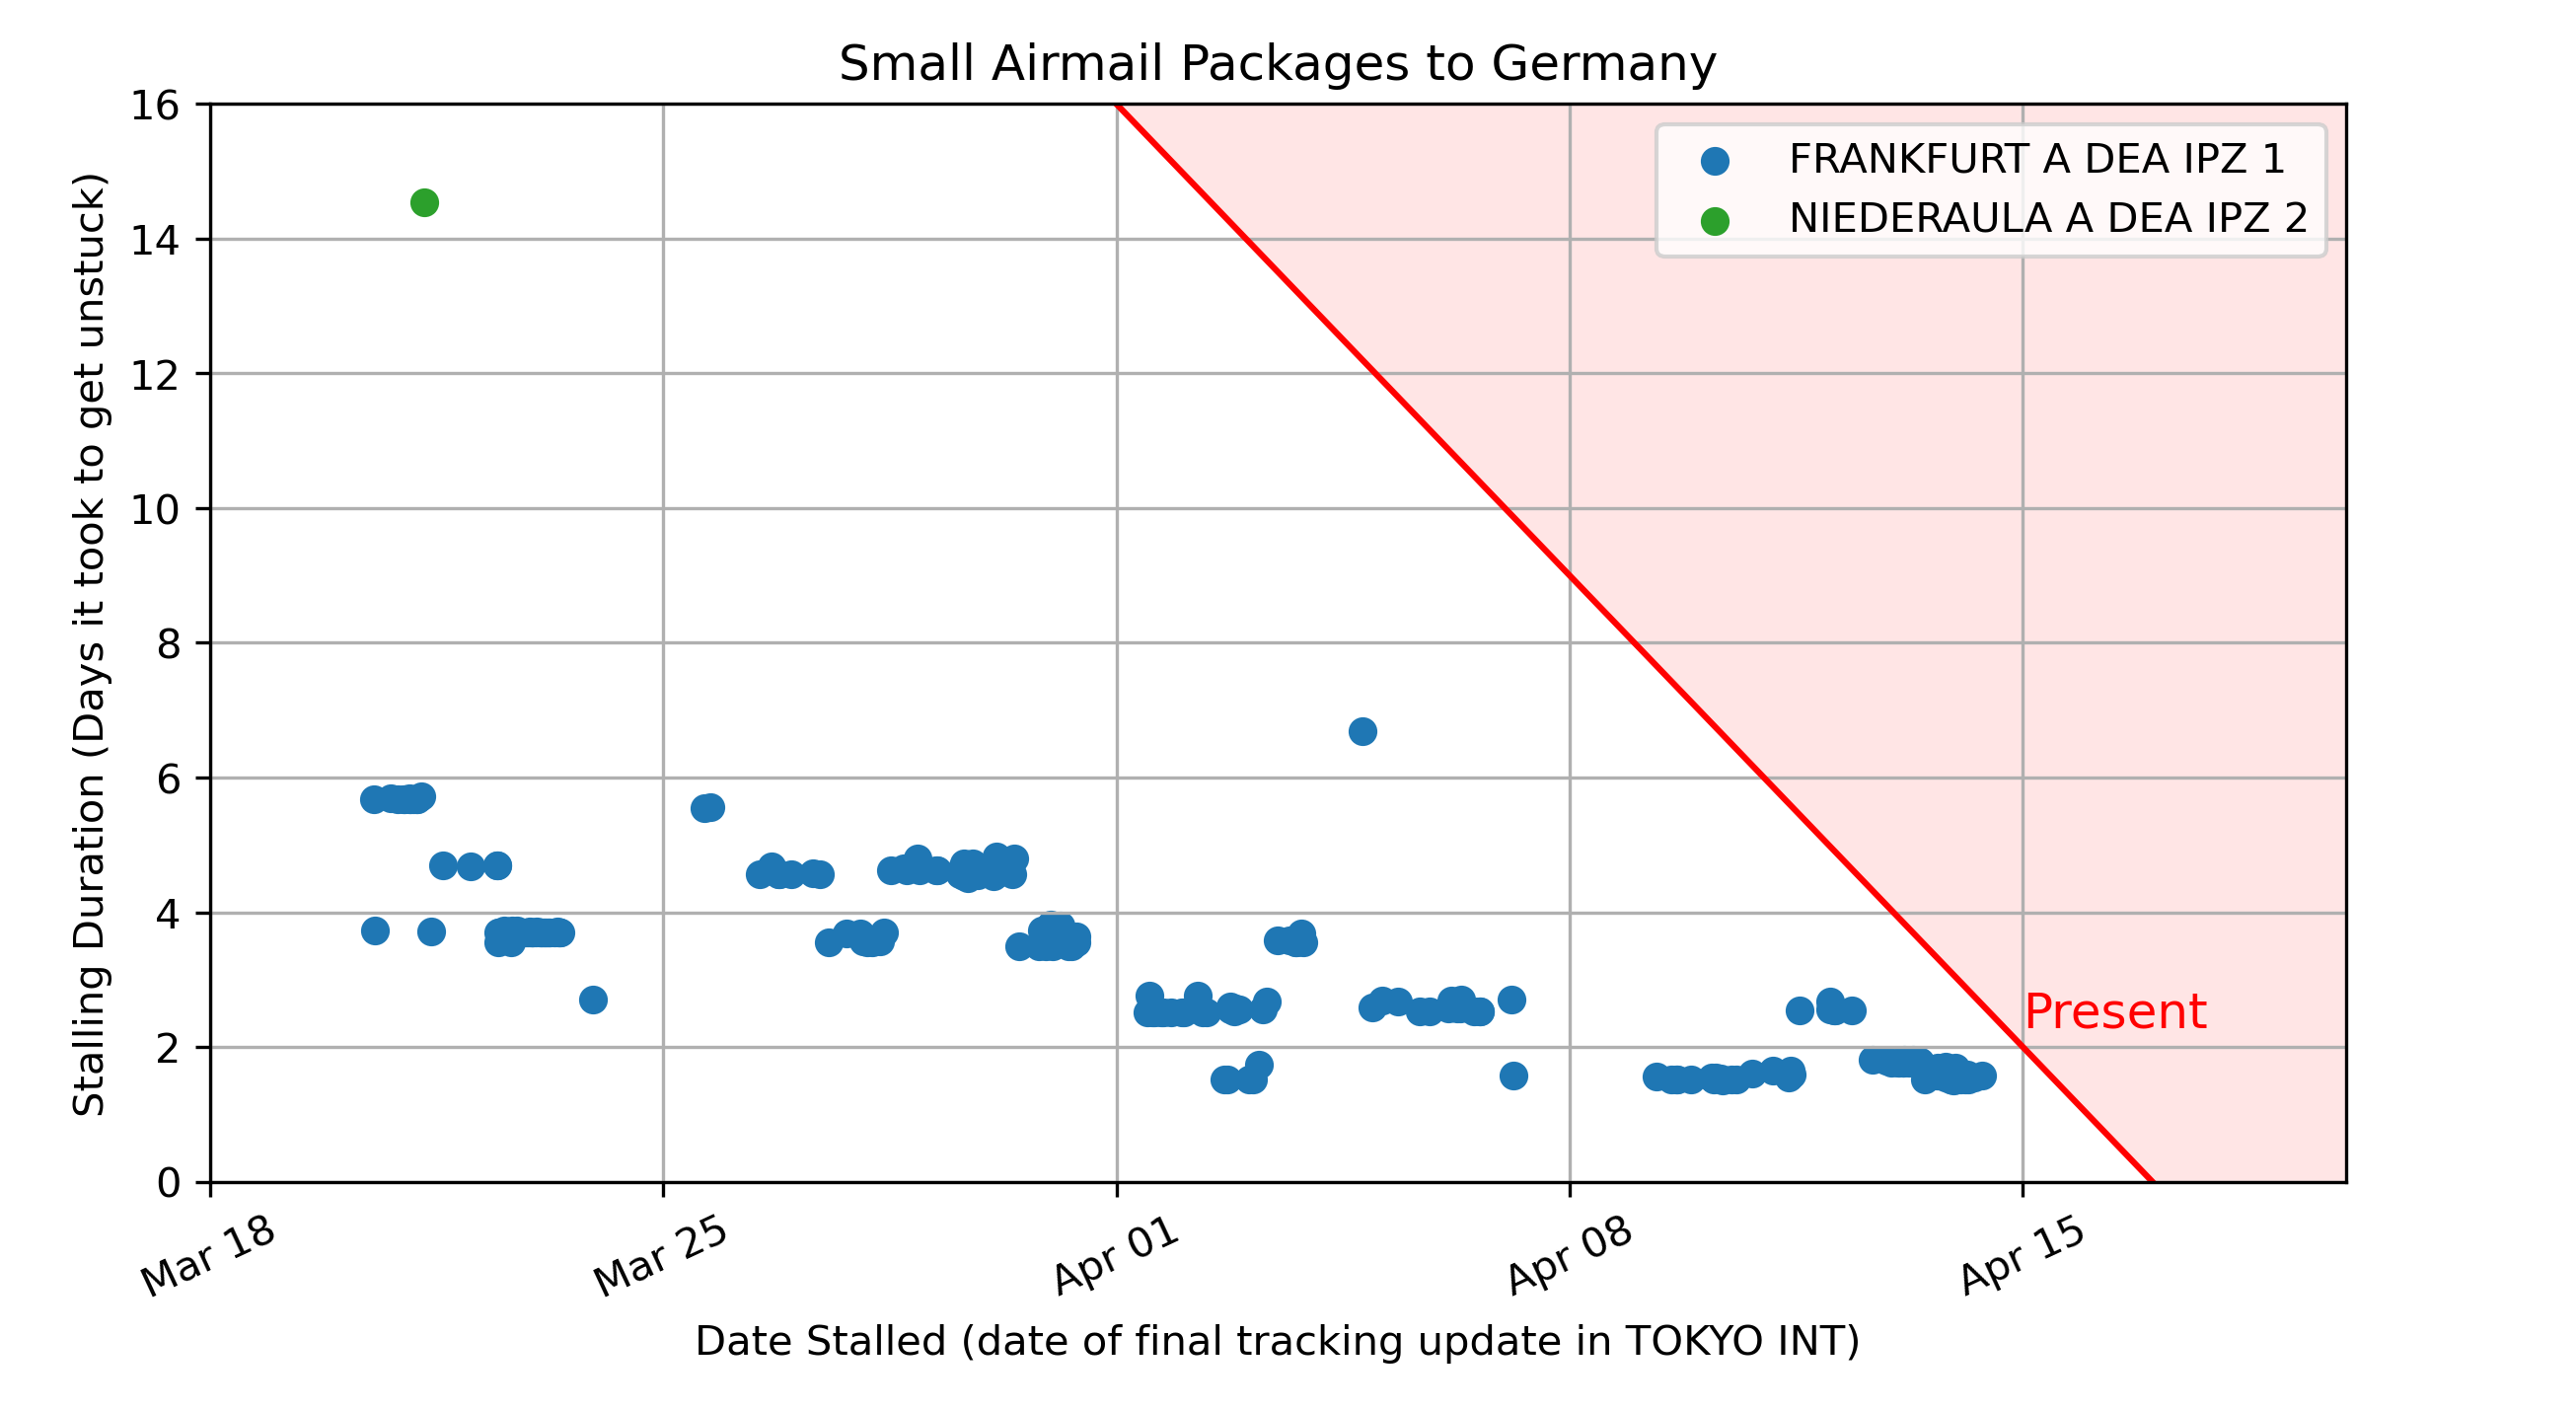 Small Airmail Packages to Germany
Stalling Duration (Days it took to get unstuck)
16
14
12
10
8
6
4
2
0
FRANKFURT A DEA IPZ 1
NIEDERAULA A DEA IPZ 2
Present
Mar 18
Mar 25
Apr 01
Apr 08
Apr 15
Date Stalled (date of final tracking update in TOKYO INT)